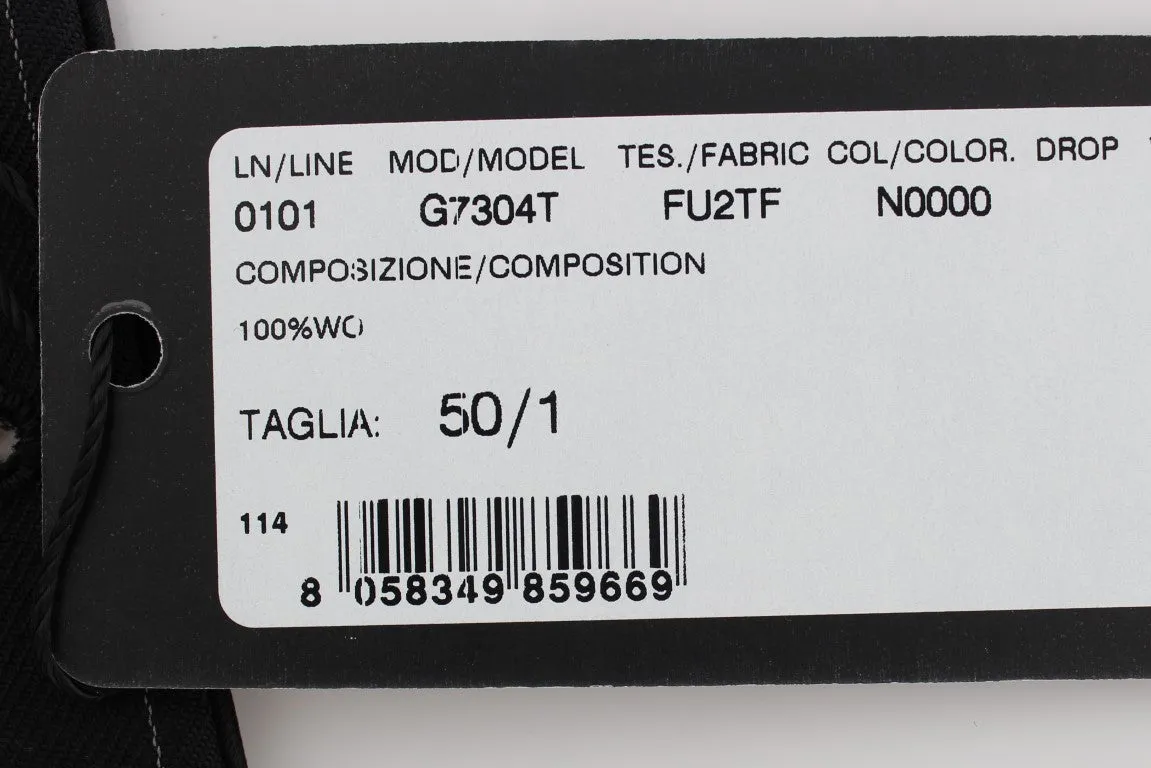 LN/LINE MOD/MODEL TES./FABRIC COL/COLOR. DROP
0101 G7304T FU2TF N0000
COMPOSIZIONE/COMPOSITION
100%WO
TAGLIA: 50/1
114
8 058349 859669